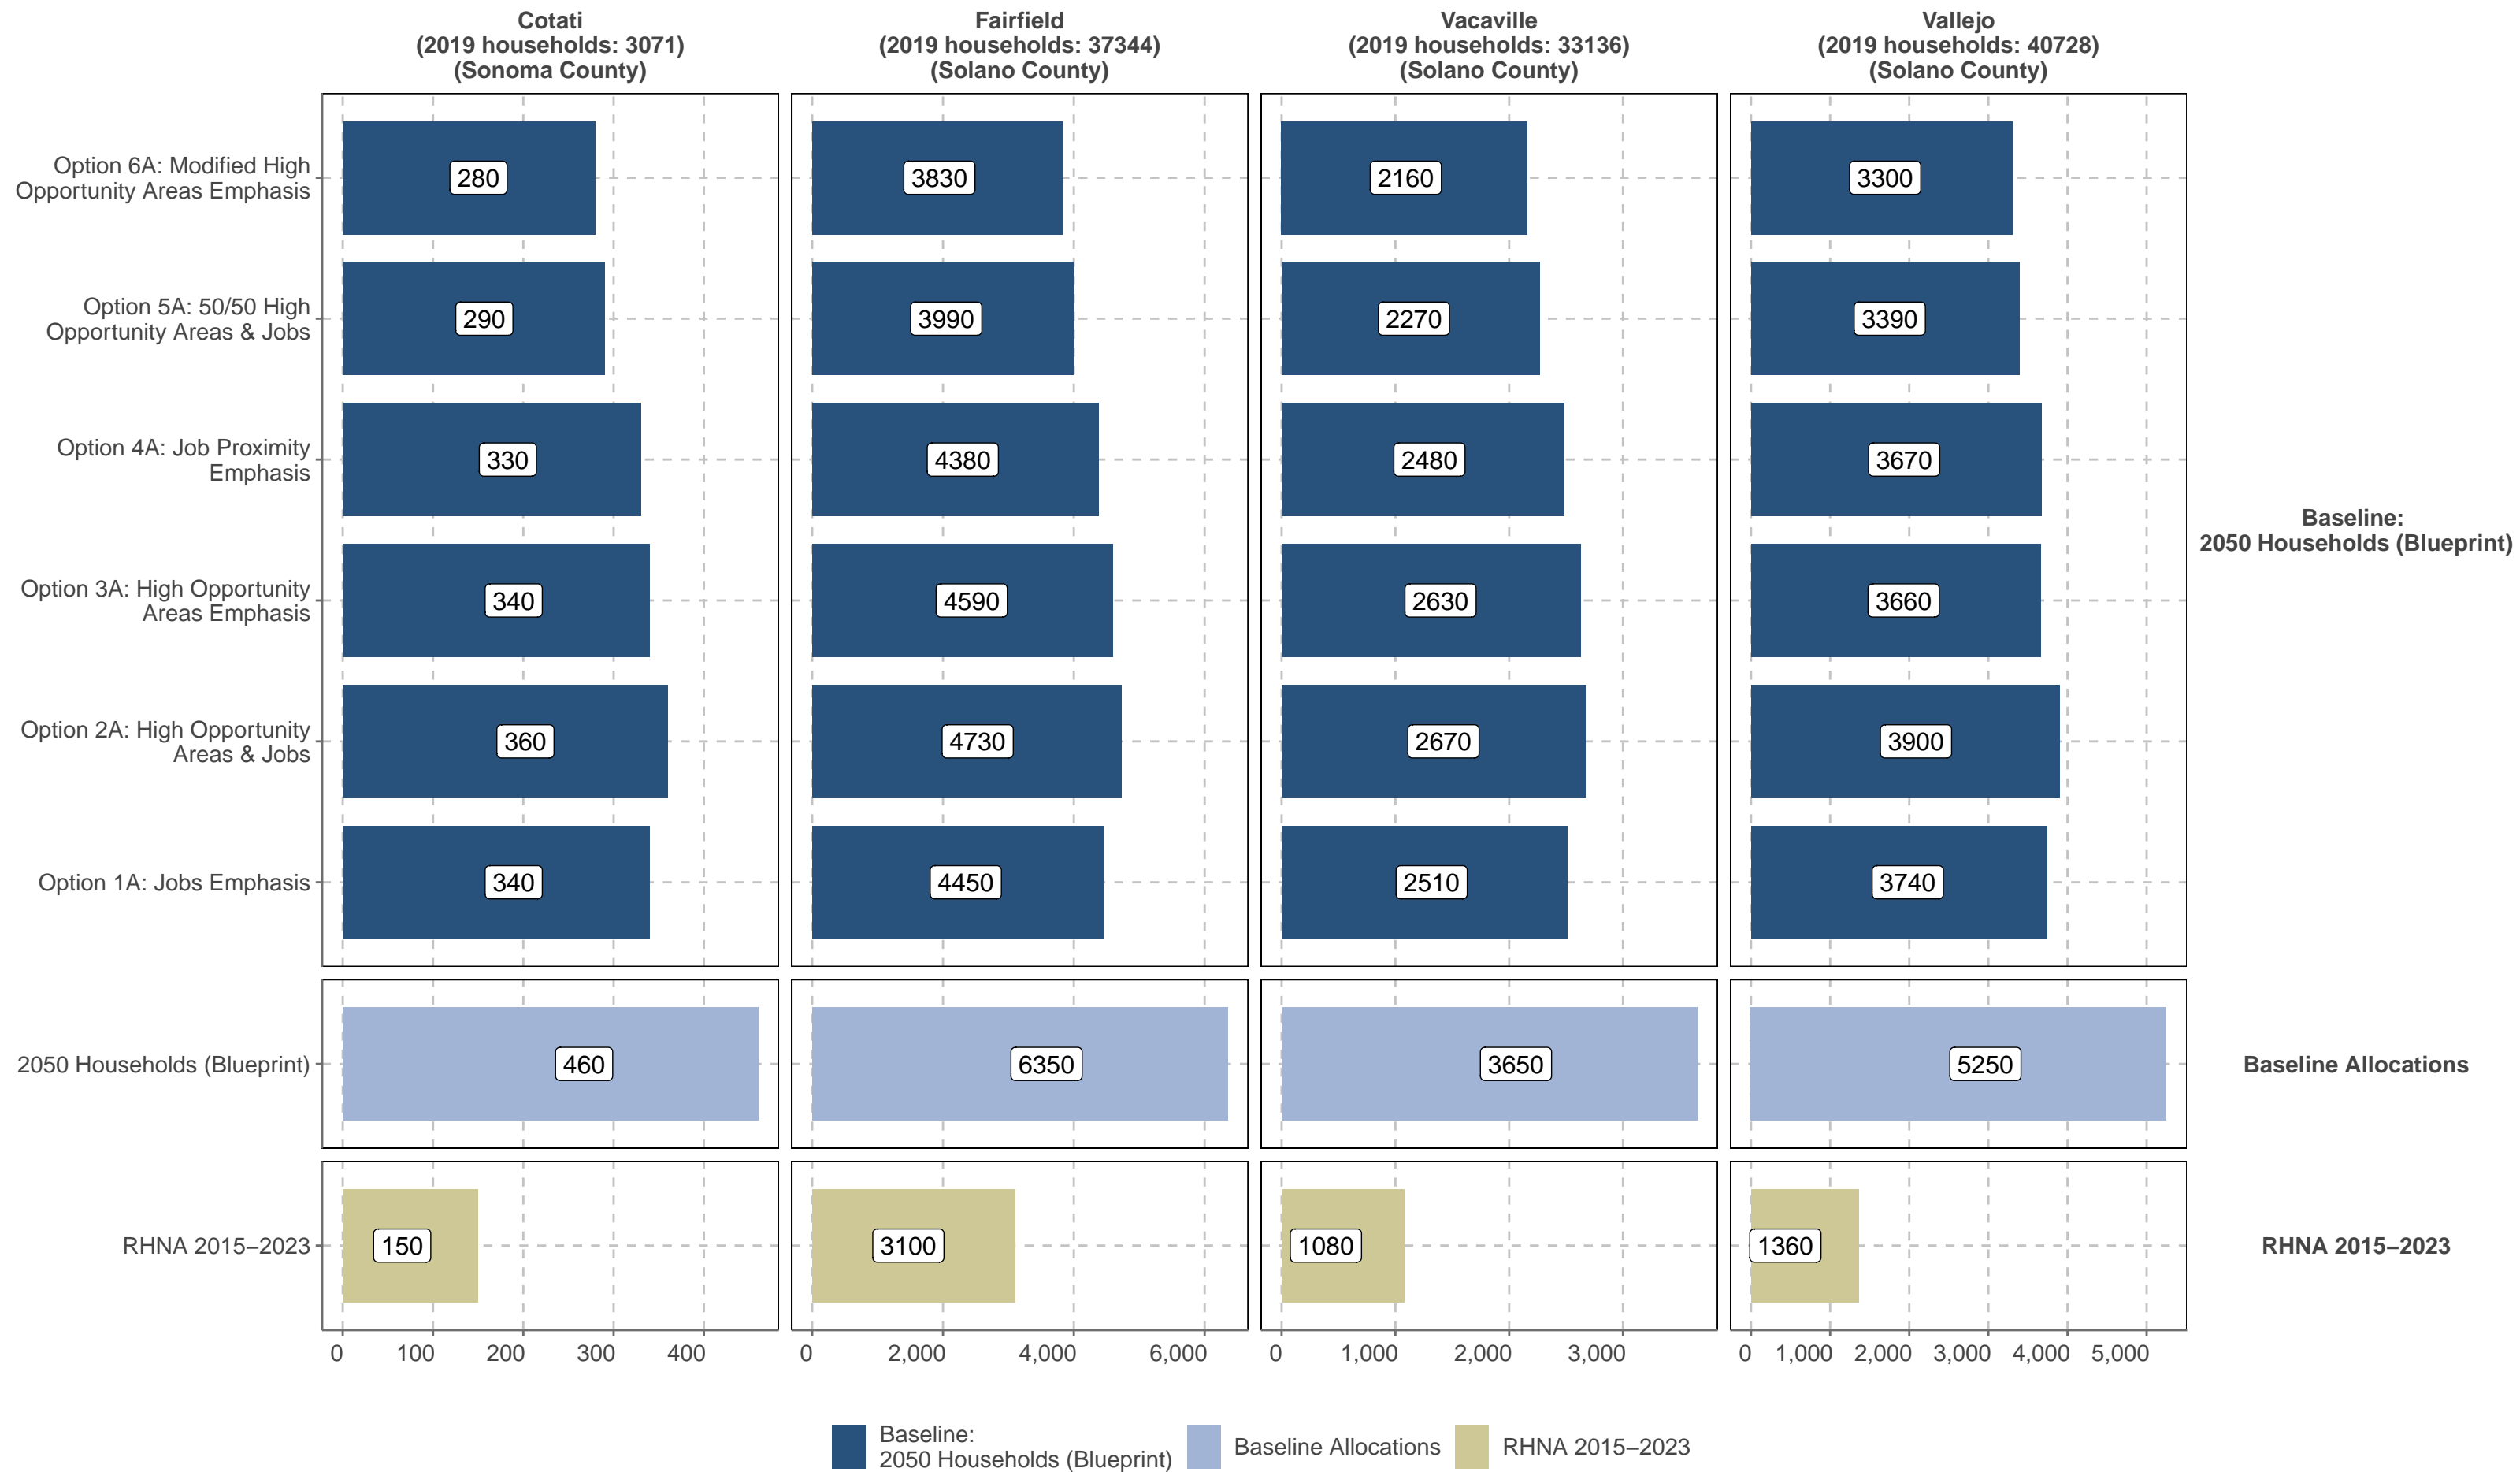 Cotati
(2019 households: 3071)
(Sonoma County)
Fairfield
(2019 households: 37344)
(Solano County)
Vacaville
(2019 households: 33136)
(Solano County)
Vallejo
(2019 households: 40728)
(Solano County)
Option 6A: Modified High
Opportunity Areas Emphasis
280
3830
2160
3300
Option 5A: 50/50 High
Opportunity Areas & Jobs
290
3990
2270
3390
Option 4A: Job Proximity
Emphasis
330
4380
2480
3670
Baseline:
2050 Households (Blueprint)
Option 3A: High Opportunity
Areas Emphasis
340
4590
2630
3660
Option 2A: High Opportunity
Areas & Jobs
360
4730
2670
3900
Option 1A: Jobs Emphasis
340
4450
2510
3740
2050 Households (Blueprint)
460
6350
3650
5250
Baseline Allocations
RHNA 2015−2023
150
3100
1080
1360
RHNA 2015−2023
0 100 200 300 400
0 2,000 4,000 6,000
0 1,000 2,000 3,000
0 1,000 2,000 3,000 4,000 5,000
Baseline:
2050 Households (Blueprint)
Baseline Allocations
RHNA 2015−2023